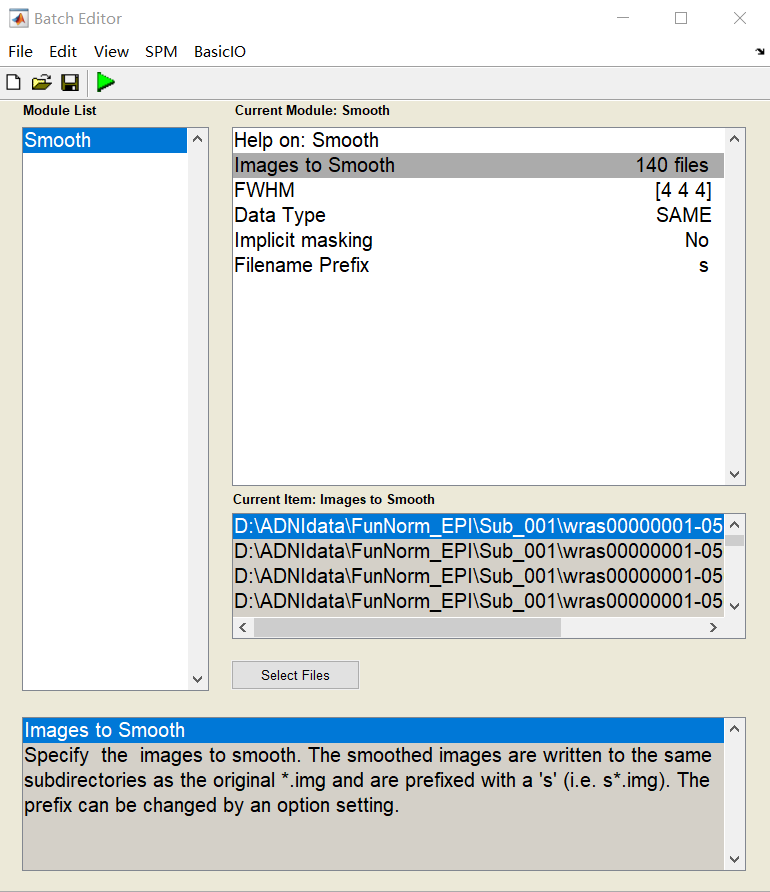 Batch Editor
File Edit View SPM BasicIO
Module List
Smooth
Current Module: Smooth
Help on: Smooth
Images to Smooth 140 files
FWHM [4 4 4]
Data Type SAME
Implicit masking No
Filename Prefix s
Current Item: Images to Smooth
D:\ADNIdata\FunNorm_EPI\Sub_001\wras00000001-05
D:\ADNIdata\FunNorm_EPI\Sub_001\wras00000001-05
D:\ADNIdata\FunNorm_EPI\Sub_001\wras00000001-05
D:\ADNIdata\FunNorm_EPI\Sub_001\wras00000001-05
Select Files
Images to Smooth
Specify  the  images to smooth. The smoothed images are written to the same
subdirectories as the original *.img and are prefixed with a 's' (i.e. s*.img). The
prefix can be changed by an option setting.